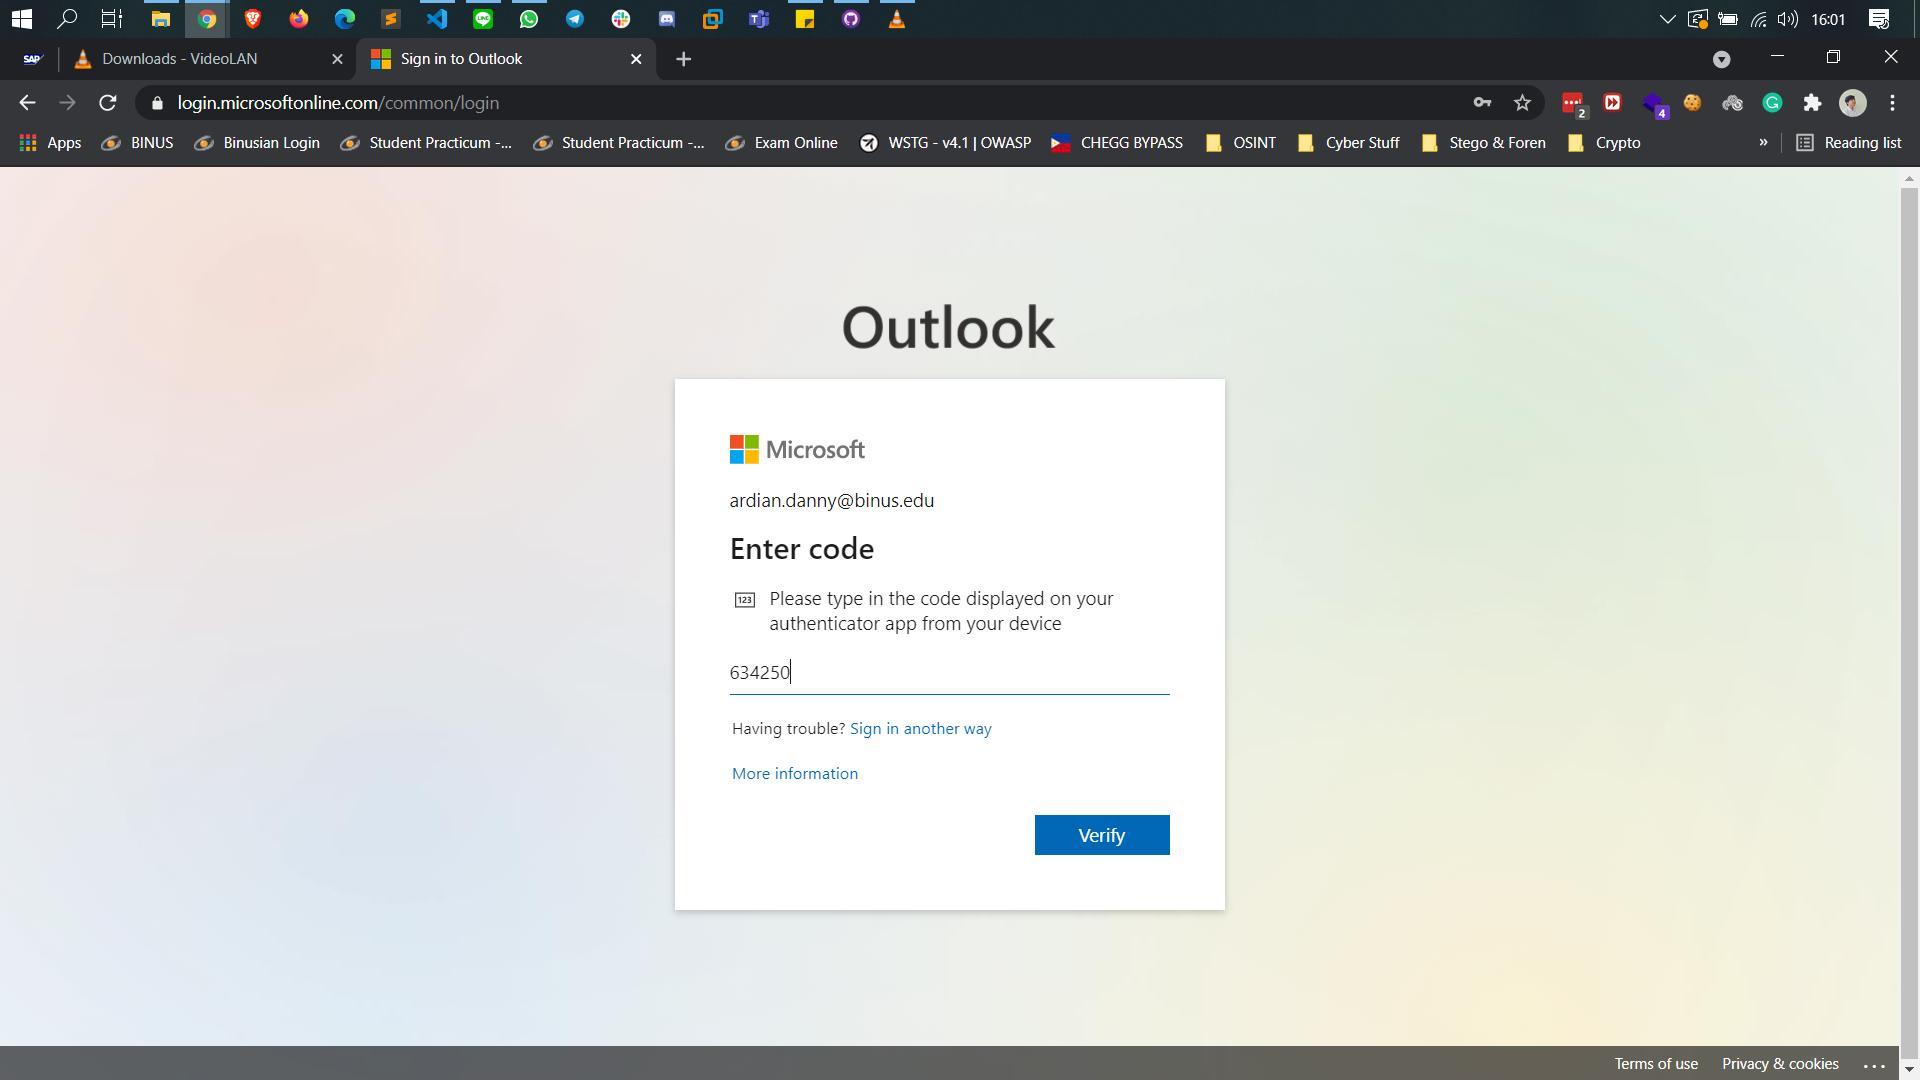 16:01
SAP
Downloads - VideoLAN
Sign in to Outlook
login.microsoftonline.com/common/login
2
4
Apps
BINUS
Binusian Login
Student Practicum -...
Student Practicum -...
Exam Online
WSTG - v4.1 | OWASP
CHEGG BYPASS
OSINT
Cyber Stuff
Stego & Foren
Crypto
»
Reading list
Outlook
Microsoft
ardian.danny@binus.edu
Enter code
123
Please type in the code displayed on your
authenticator app from your device
634250
Having trouble? Sign in another way
More information
Verify
Terms of use
Privacy & cookies
...